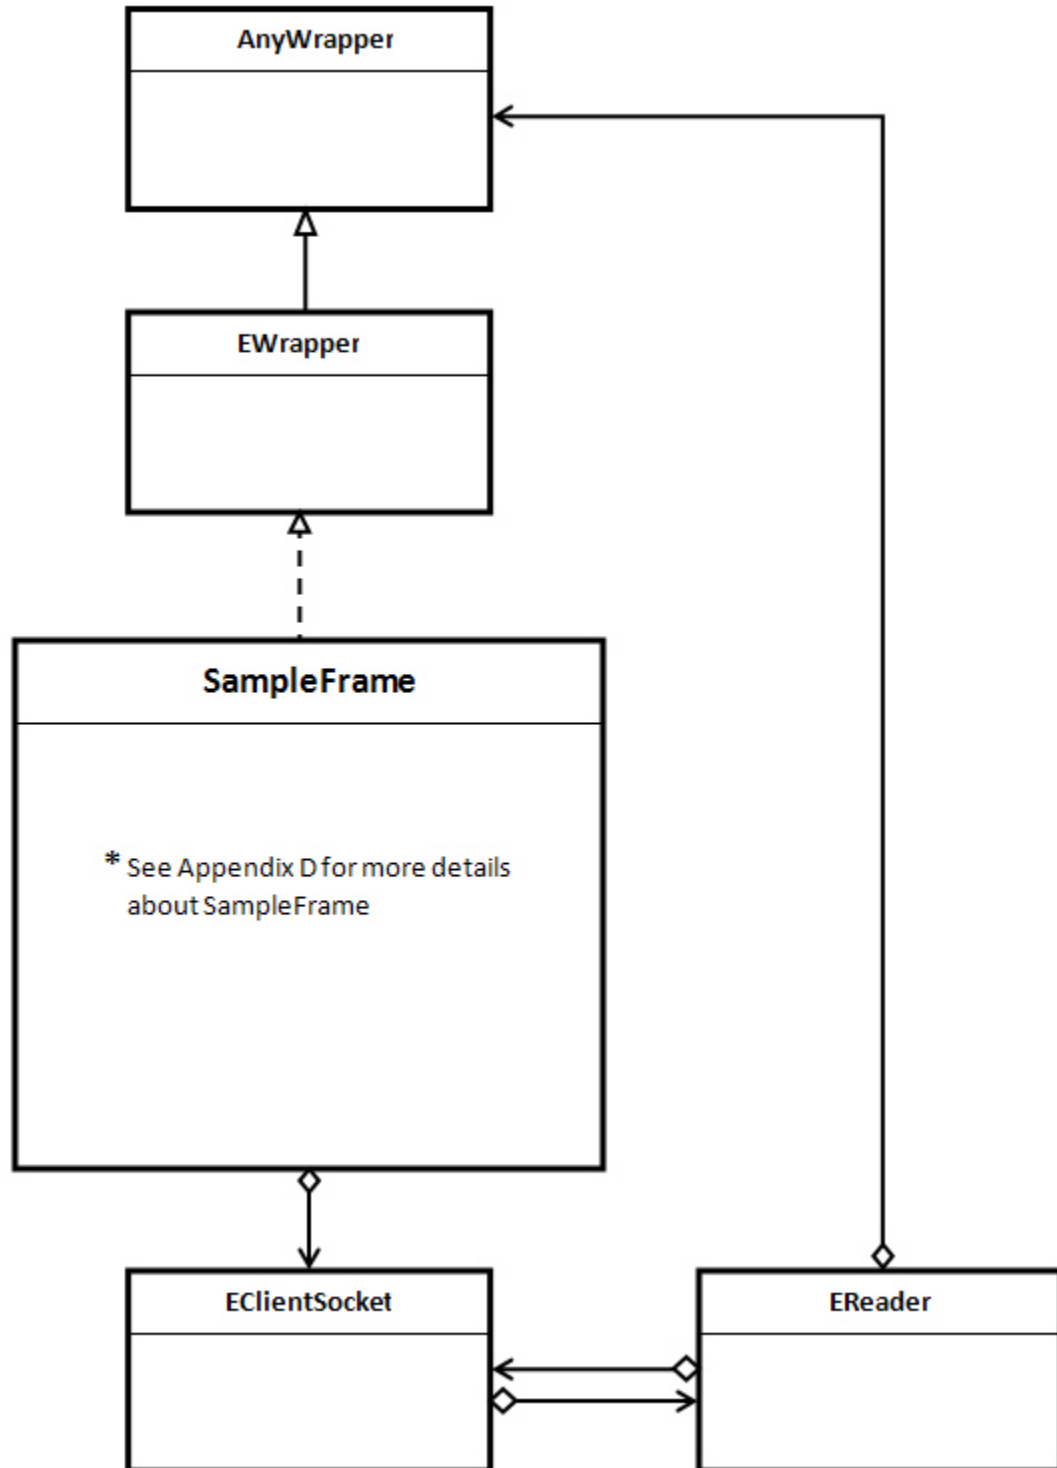 AnyWrapper
EWrapper
SampleFrame
* See Appendix D for more details
about SampleFrame
EClientSocket
EReader